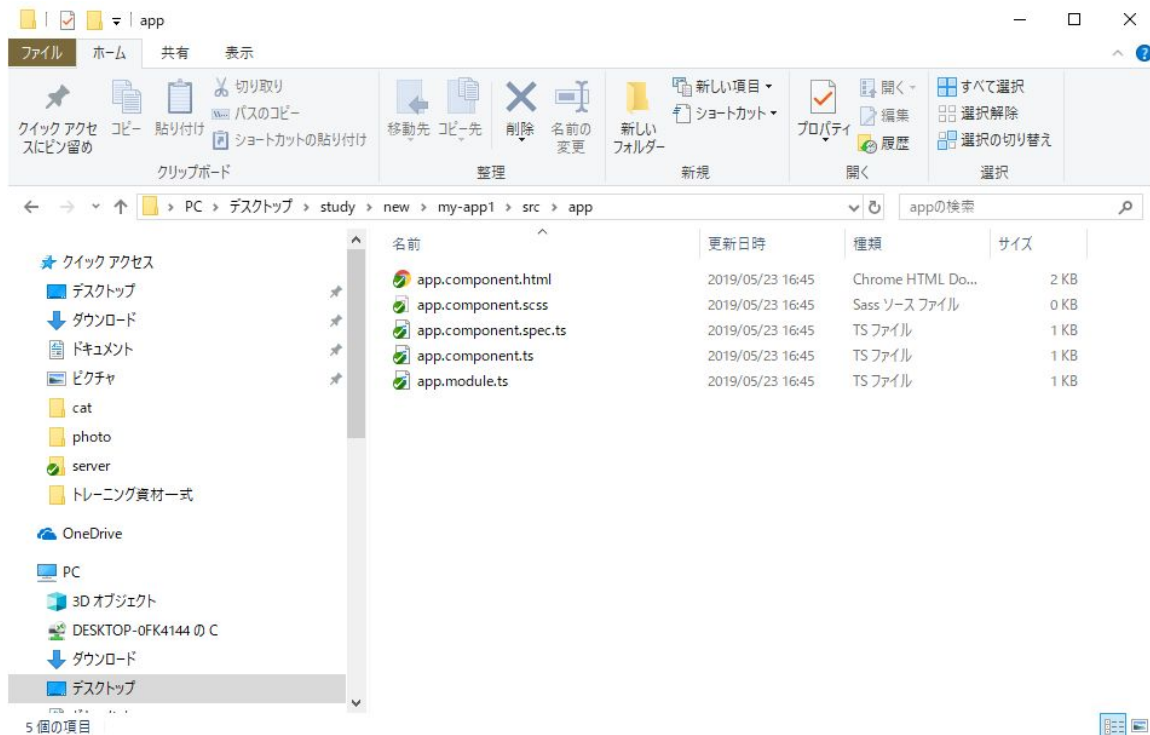 app
ファイル ホーム 共有 表示
クイック アクセスにピン留め
コピー
貼り付け
切り取り
パスのコピー
ショートカットの貼り付け
クリップボード
移動先
コピー先
削除
名前の変更
整理
新しいフォルダー
新しい項目
ショートカット
新規
プロパティ
開く
編集
履歴
開く
すべて選択
選択解除
選択の切り替え
選択
PC デスクトップ study new my-app1 src app
appの検索
クイック アクセス
デスクトップ
ダウンロード
ドキュメント
ピクチャ
cat
photo
server
トレーニング資材一式
OneDrive
PC
3D オブジェクト
DESKTOP-0FK4144 の C
ダウンロード
デスクトップ
名前 更新日時 種類 サイズ
app.component.html 2019/05/23 16:45 Chrome HTML Do... 2 KB
app.component.scss 2019/05/23 16:45 Sass ソース ファイル 0 KB
app.component.spec.ts 2019/05/23 16:45 TS ファイル 1 KB
app.component.ts 2019/05/23 16:45 TS ファイル 1 KB
app.module.ts 2019/05/23 16:45 TS ファイル 1 KB
5 個の項目